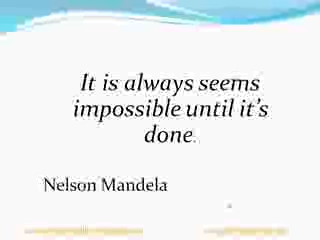 It is always seems
impossible until it's
done.
Nelson Mandela